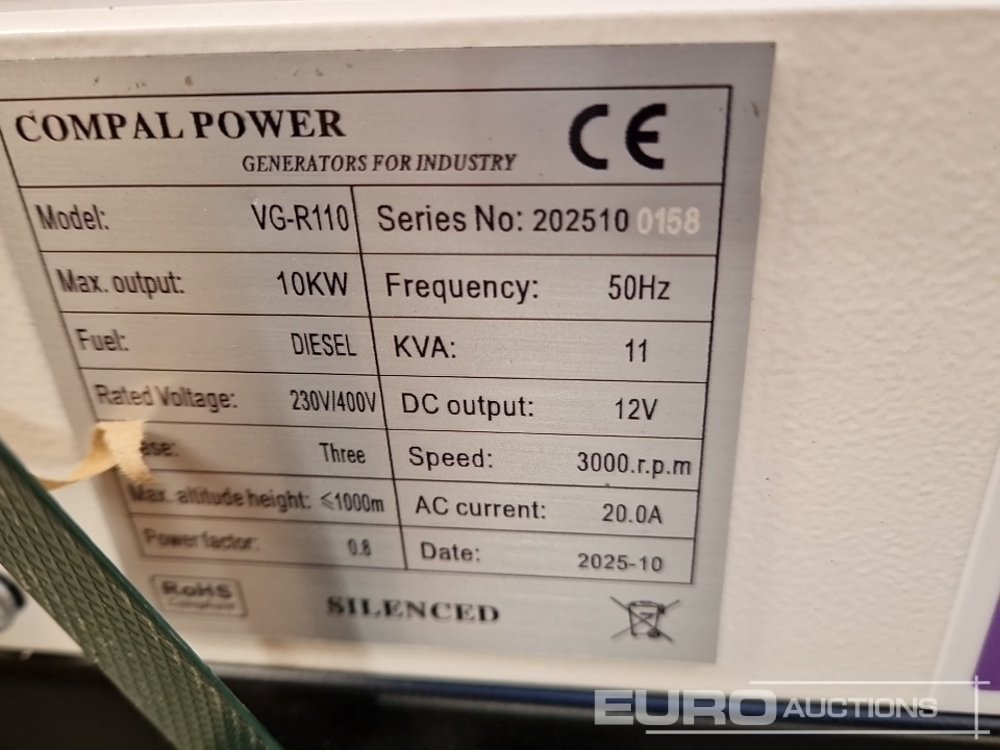 COMPAL POWER
GENERATORS FOR INDUSTRY
CE
Model: VG-R110 Series No: 202510 0158
Max. output: 10KW Frequency: 50Hz
Fuel: DIESEL KVA: 11
Rated Voltage: 230V/400V DC output: 12V
ase: Three Speed: 3000.r.p.m
Max. altitude height: ≤1000m AC current: 20.0A
Power factor: 0.8 Date: 2025-10
RoHS
SILENCED
EURO AUCTIONS